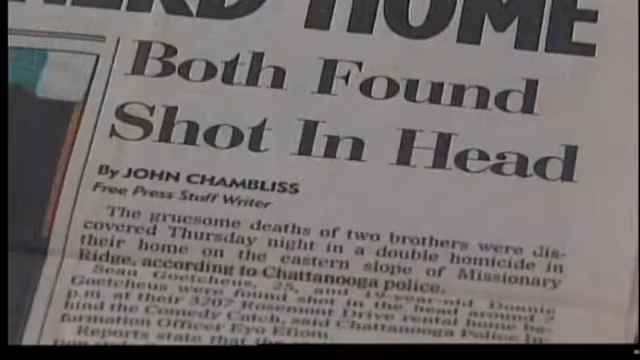 HOME
Both Found
Shot In Head
By JOHN CHAMBLISS
Free Press Staff Writer
The gruesome deaths of two brothers were dis-
covered Thursday night in a double homicide in
their home on the eastern slope of Missionary
Ridge, according to Chattanooga police.
Sean Goetcheus, 25, and 19-year-old Donnie
Goetcheus were found shot in the head around 7
p.m. at their 3207 Rosemont Drive rental home be-
hind the Comedy Catch, said Chattanooga Police In-
formation Officer Eyo Enom.
Reports state that the